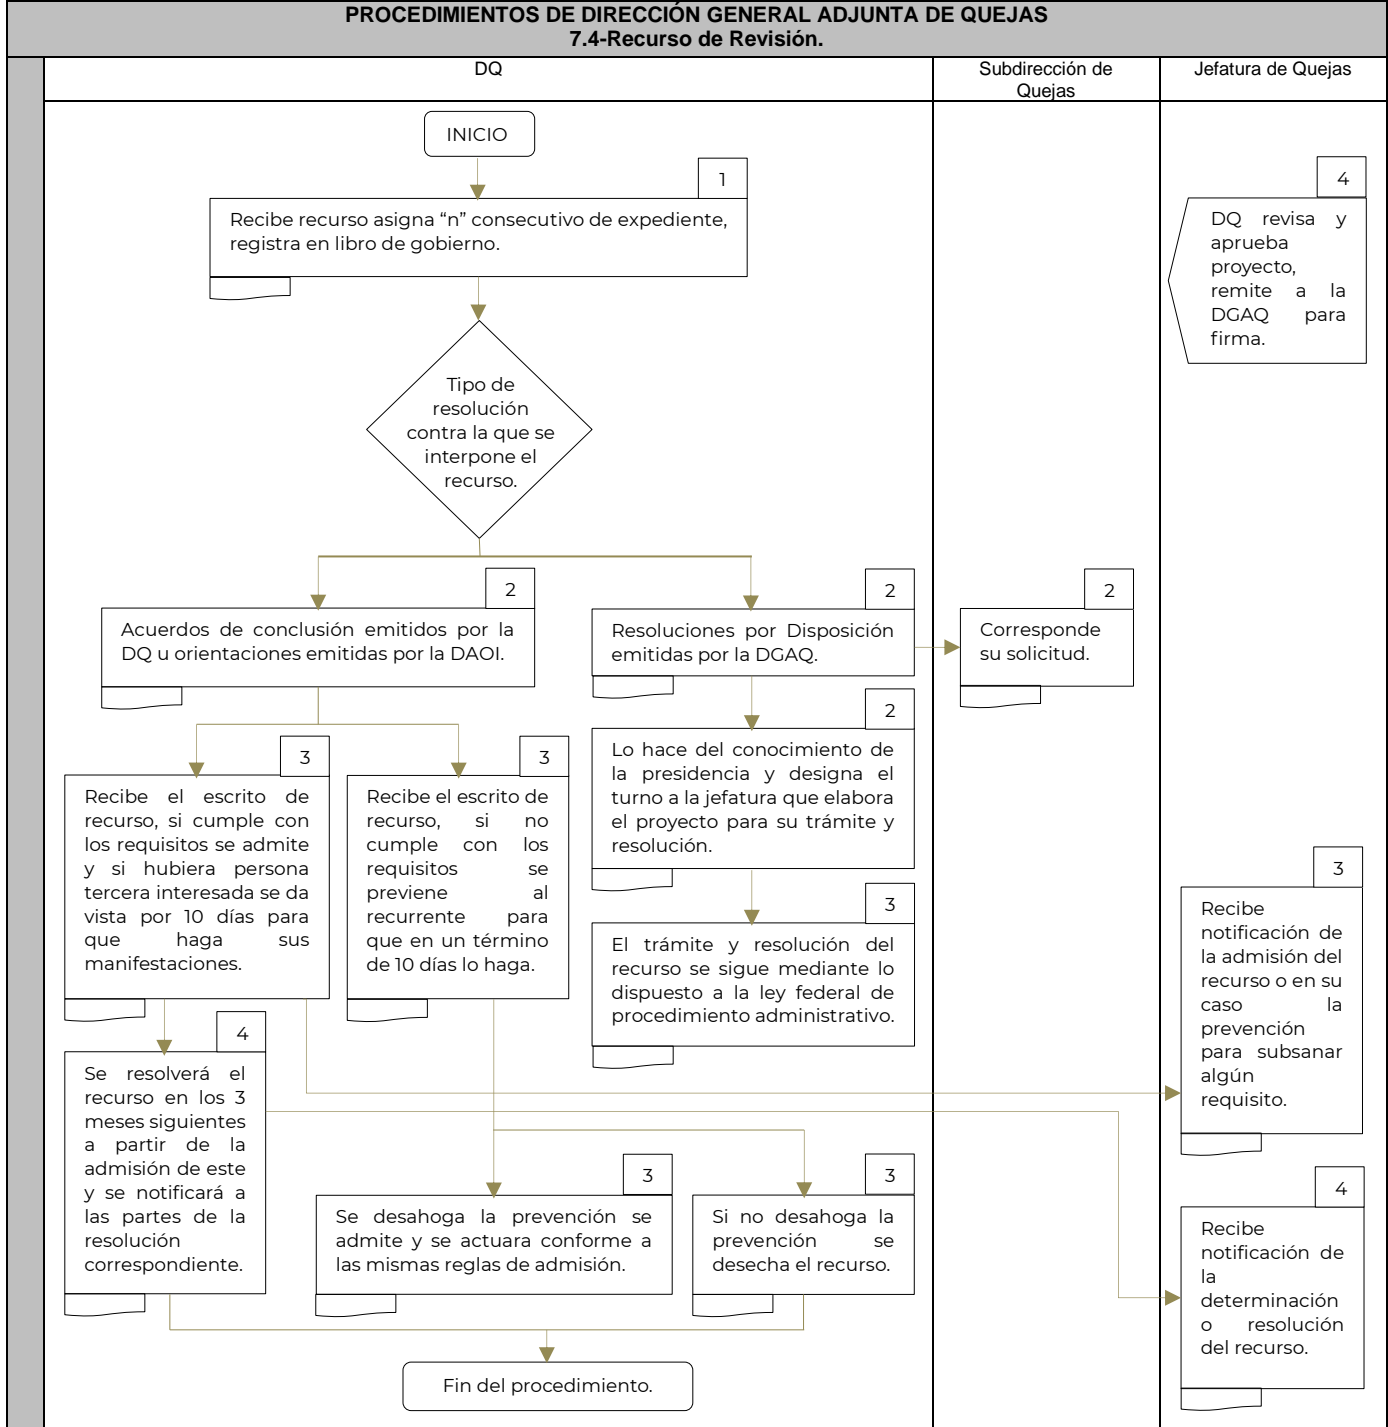 PROCEDIMIENTOS DE DIRECCIÓN GENERAL ADJUNTA DE QUEJAS
7.4-Recurso de Revisión.
DQ
Subdirección de
Quejas
Jefatura de Quejas
INICIO
1
Recibe recurso asigna “n” consecutivo de expediente,
registra en libro de gobierno.
4
DQ revisa y
aprueba
proyecto,
remite a la
DGAQ para
firma.
Tipo de
resolución
contra la que se
interpone el
recurso.
2
Acuerdos de conclusión emitidos por la
DQ u orientaciones emitidas por la DAOI.
2
Resoluciones por Disposición
emitidas por la DGAQ.
2
Corresponde
su solicitud.
2
Lo hace del conocimiento de
la presidencia y designa el
turno a la jefatura que elabora
el proyecto para su trámite y
resolución.
3
Recibe el escrito de
recurso, si cumple con
los requisitos se admite
y si hubiera persona
tercera interesada se da
vista por 10 días para
que haga sus
manifestaciones.
3
Recibe el escrito de
recurso, si no
cumple con los
requisitos se
previene al
recurrente para
que en un término
de 10 días lo haga.
3
El trámite y resolución del
recurso se sigue mediante lo
dispuesto a la ley federal de
procedimiento administrativo.
3
Recibe
notificación de
la admisión del
recurso o en su
caso la
prevención
para subsanar
algún
requisito.
4
Se resolverá el
recurso en los 3
meses siguientes
a partir de la
admisión de este
y se notificará a
las partes de la
resolución
correspondiente.
3
Se desahoga la prevención se
admite y se actuara conforme a
las mismas reglas de admisión.
3
Si no desahoga la
prevención se
desecha el recurso.
4
Recibe
notificación de
la
determinación
o resolución
del recurso.
Fin del procedimiento.